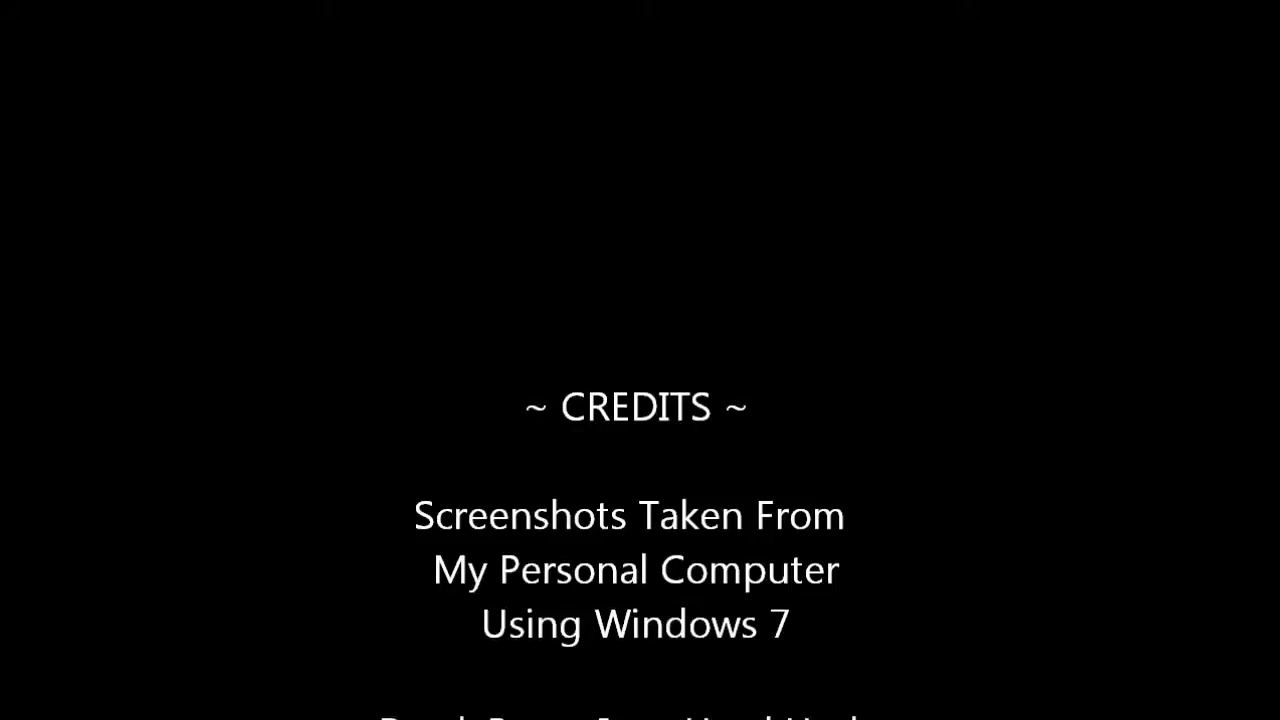 ~ CREDITS ~
Screenshots Taken From
My Personal Computer
Using Windows 7